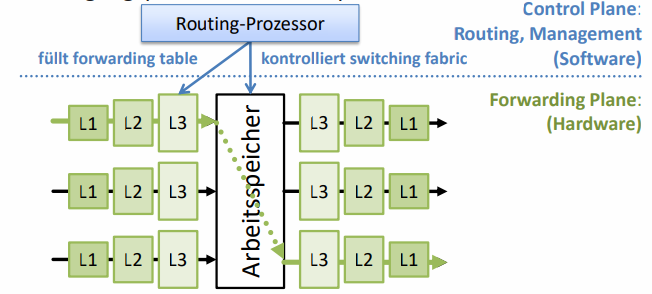 Control Plane:
Routing-Prozessor
Routing, Management
(Software)
füllt forwarding table
kontrolliert switching fabric
Forwarding Plane:
(Hardware)
L1 L2 L3 L3 L2 L1
L1 L2 L3 L3 L2 L1
L1 L2 L3 L3 L2 L1
Arbeitsspeicher